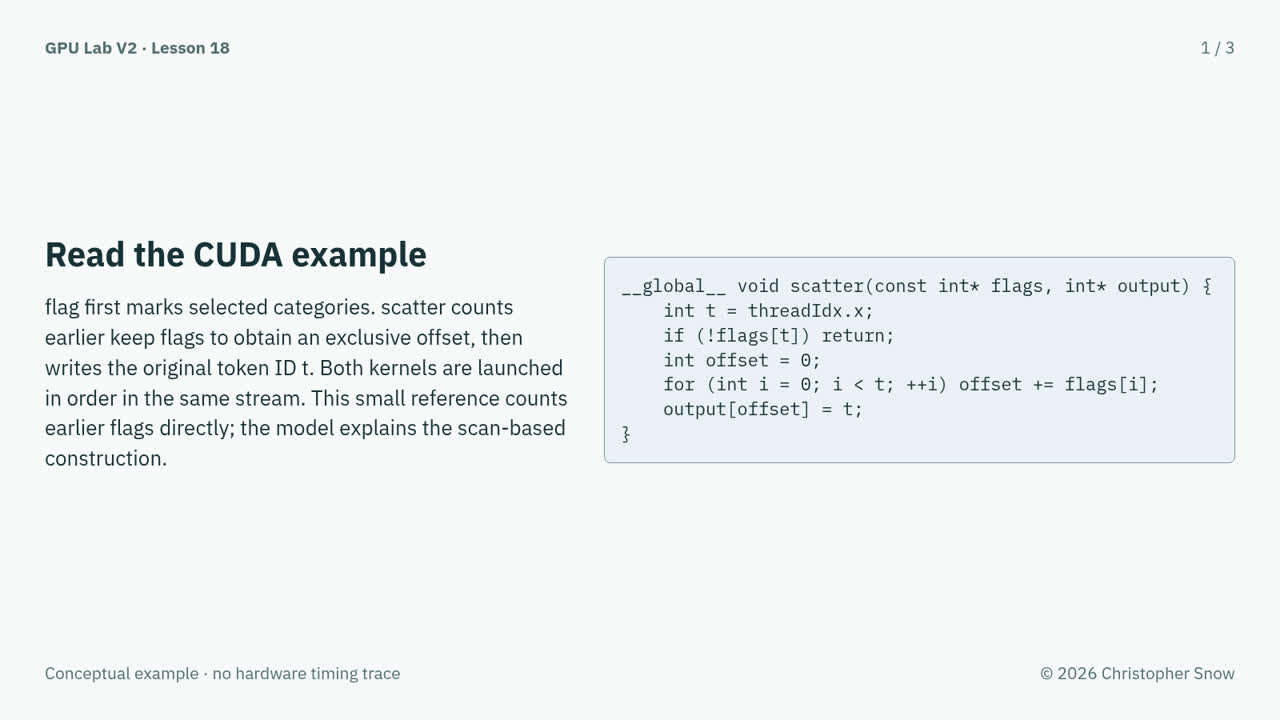 GPU Lab V2 · Lesson 18
1 / 3
Read the CUDA example
flag first marks selected categories. scatter counts
earlier keep flags to obtain an exclusive offset, then
writes the original token ID t. Both kernels are launched
in order in the same stream. This small reference counts
earlier flags directly; the model explains the scan-based
construction.
__global__ void scatter(const int* flags, int* output) {
    int t = threadIdx.x;
    if (!flags[t]) return;
    int offset = 0;
    for (int i = 0; i < t; ++i) offset += flags[i];
    output[offset] = t;
}
Conceptual example · no hardware timing trace
© 2026 Christopher Snow